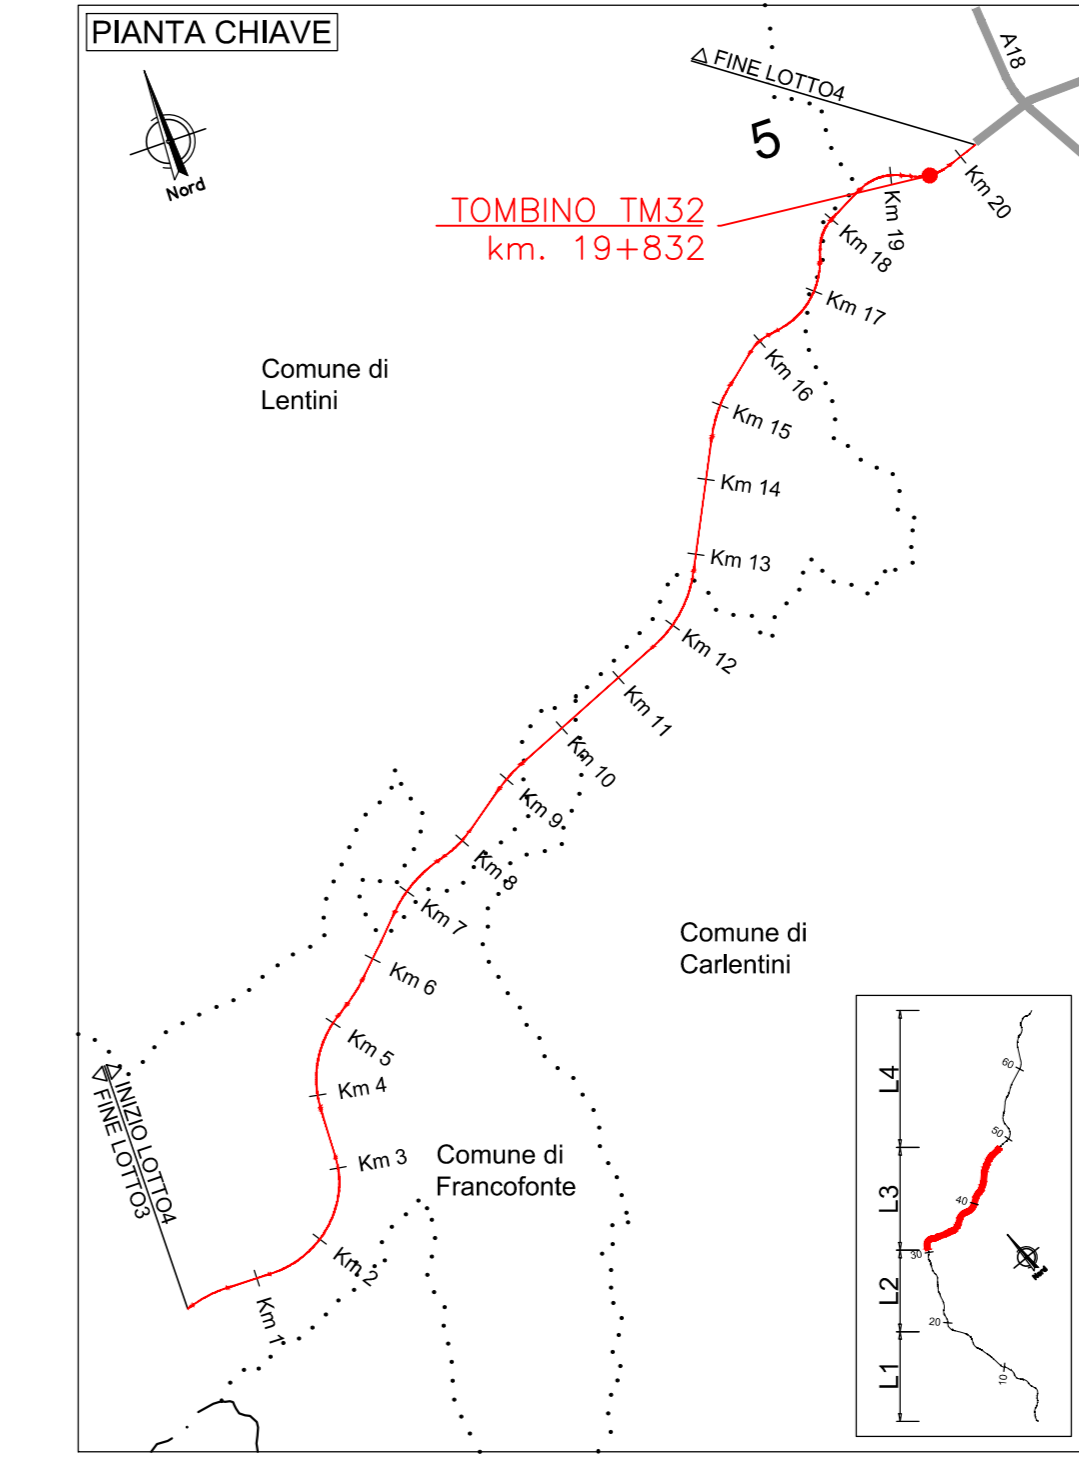 PIANTA CHIAVE
Nord
A18
FINE LOTTO4
5
TOMBINO TM32
km. 19+832
Km 20
Km 19
Km 18
Km 17
Km 16
Km 15
Km 14
Km 13
Km 12
Km 11
Km 10
Km 9
Km 8
Km 7
Km 6
Km 5
Km 4
Km 3
Km 2
Km 1
Comune di
Lentini
Comune di
Carlentini
Comune di
Francofonte
INIZIO LOTTO4
FINE LOTTO3
L4
L3
L2
L1
60
50
40
30
20
10
N